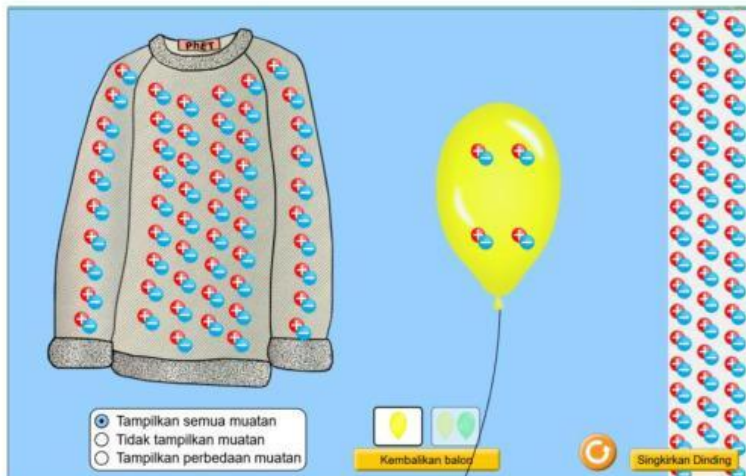 PhET
Tampilkan semua muatan
Tidak tampilkan muatan
Tampilkan perbedaan muatan
Kembalikan balon
Singkirkan Dinding